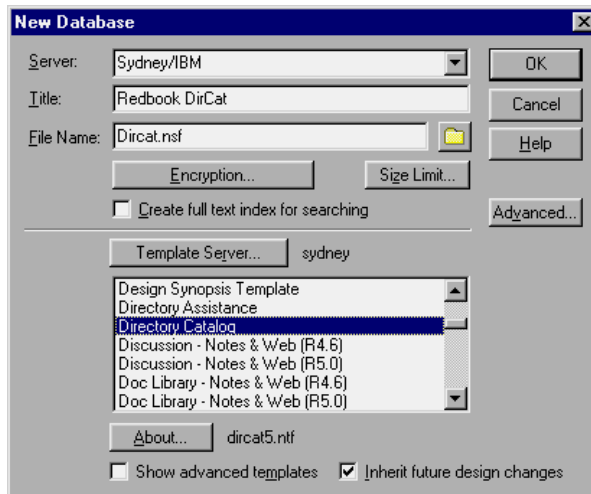 New Database
Server: Sydney/IBM OK
Title: Redbook DirCat Cancel
File Name: Dircat.nsf Help
Encryption... Size Limit...
Create full text index for searching Advanced...
Template Server... sydney
Design Synopsis Template
Directory Assistance
Directory Catalog
Discussion - Notes & Web (R4.6)
Discussion - Notes & Web (R5.0)
Doc Library - Notes & Web (R4.6)
Doc Library - Notes & Web (R5.0)
About... dircat5.ntf
Show advanced templates Inherit future design changes